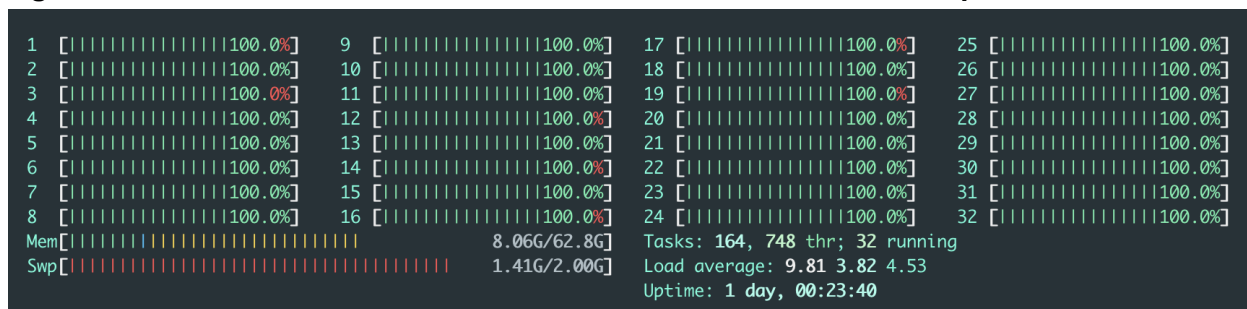 1 [||||||||||||||||100.0%] 9 [||||||||||||||||100.0%] 17 [||||||||||||||||100.0%] 25 [||||||||||||||||100.0%]
2 [||||||||||||||||100.0%] 10 [||||||||||||||||100.0%] 18 [||||||||||||||||100.0%] 26 [||||||||||||||||100.0%]
3 [||||||||||||||||100.0%] 11 [||||||||||||||||100.0%] 19 [||||||||||||||||100.0%] 27 [||||||||||||||||100.0%]
4 [||||||||||||||||100.0%] 12 [||||||||||||||||100.0%] 20 [||||||||||||||||100.0%] 28 [||||||||||||||||100.0%]
5 [||||||||||||||||100.0%] 13 [||||||||||||||||100.0%] 21 [||||||||||||||||100.0%] 29 [||||||||||||||||100.0%]
6 [||||||||||||||||100.0%] 14 [||||||||||||||||100.0%] 22 [||||||||||||||||100.0%] 30 [||||||||||||||||100.0%]
7 [||||||||||||||||100.0%] 15 [||||||||||||||||100.0%] 23 [||||||||||||||||100.0%] 31 [||||||||||||||||100.0%]
8 [||||||||||||||||100.0%] 16 [||||||||||||||||100.0%] 24 [||||||||||||||||100.0%] 32 [||||||||||||||||100.0%]
Mem[||||||||||||||||||||||||||||| 8.06G/62.8G] Tasks: 164, 748 thr; 32 running
Swp[||||||||||||||||||||||||||||||||||||| 1.41G/2.00G] Load average: 9.81 3.82 4.53
Uptime: 1 day, 00:23:40